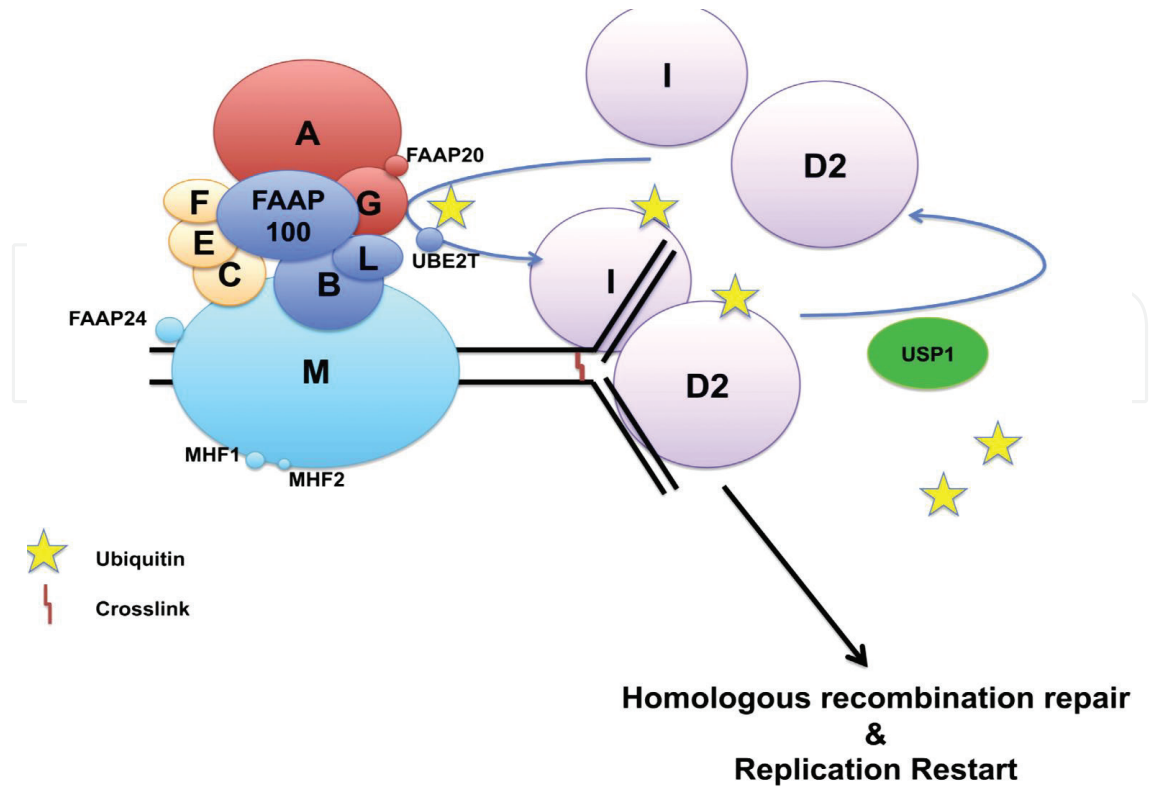 I
A
D2
FAAP20
F
FAAP
100
G
E
L
UBE2T
C
B
I
FAAP24
USP1
M
D2
MHF1
MHF2
Ubiquitin
Crosslink
Homologous recombination repair
&
Replication Restart